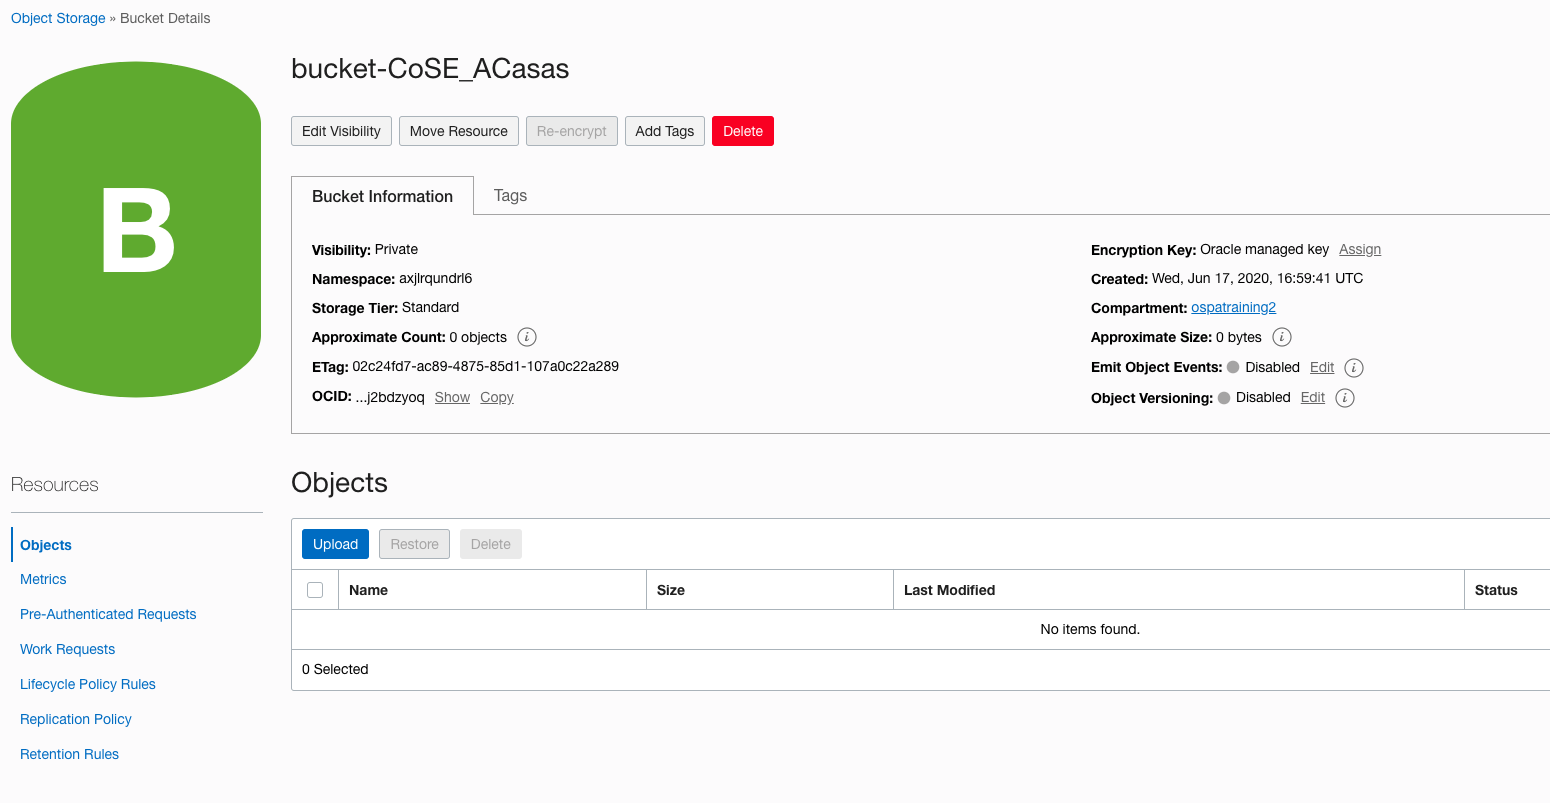 Object Storage » Bucket Details
B
bucket-CoSE_ACasas
Edit Visibility Move Resource Re-encrypt Add Tags Delete
Bucket Information Tags
Visibility: Private
Namespace: axjlrqundrl6
Storage Tier: Standard
Approximate Count: 0 objects i
ETag: 02c24fd7-ac89-4875-85d1-107a0c22a289
OCID: ...j2bdzyoq Show Copy
Encryption Key: Oracle managed key Assign
Created: Wed, Jun 17, 2020, 16:59:41 UTC
Compartment: ospatraining2
Approximate Size: 0 bytes i
Emit Object Events: Disabled Edit i
Object Versioning: Disabled Edit i
Resources
Objects
Metrics
Pre-Authenticated Requests
Work Requests
Lifecycle Policy Rules
Replication Policy
Retention Rules
Objects
Upload Restore Delete
Name Size Last Modified Status
No items found.
0 Selected